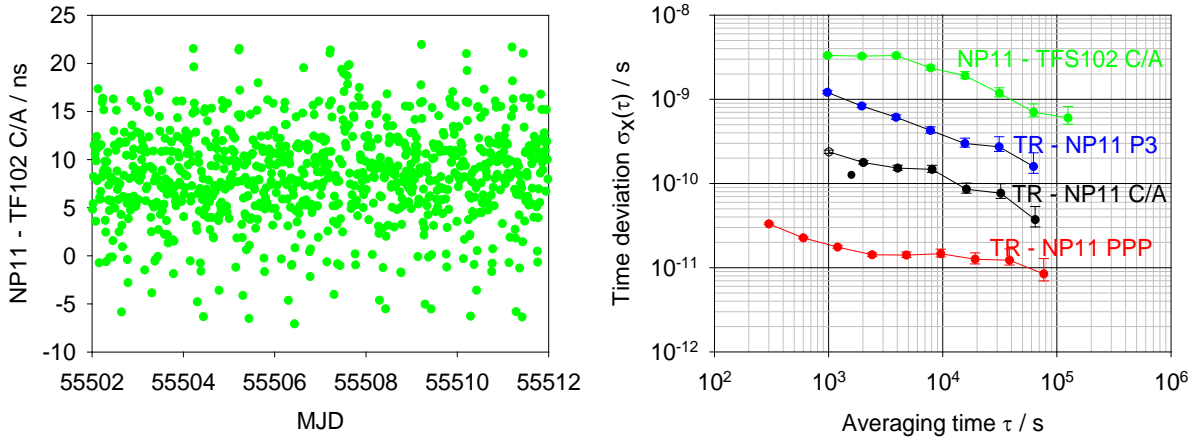 25
20
15
10
5
0
-5
-10
NP11 - TF102 C/A / ns
55502 55504 55506 55508 55510 55512
MJD
10-8
10-9
10-10
10-11
10-12
Time deviation σx(τ) / s
NP11 - TFS102 C/A
TR - NP11 P3
TR - NP11 C/A
TR - NP11 PPP
102 103 104 105 106
Averaging time τ / s